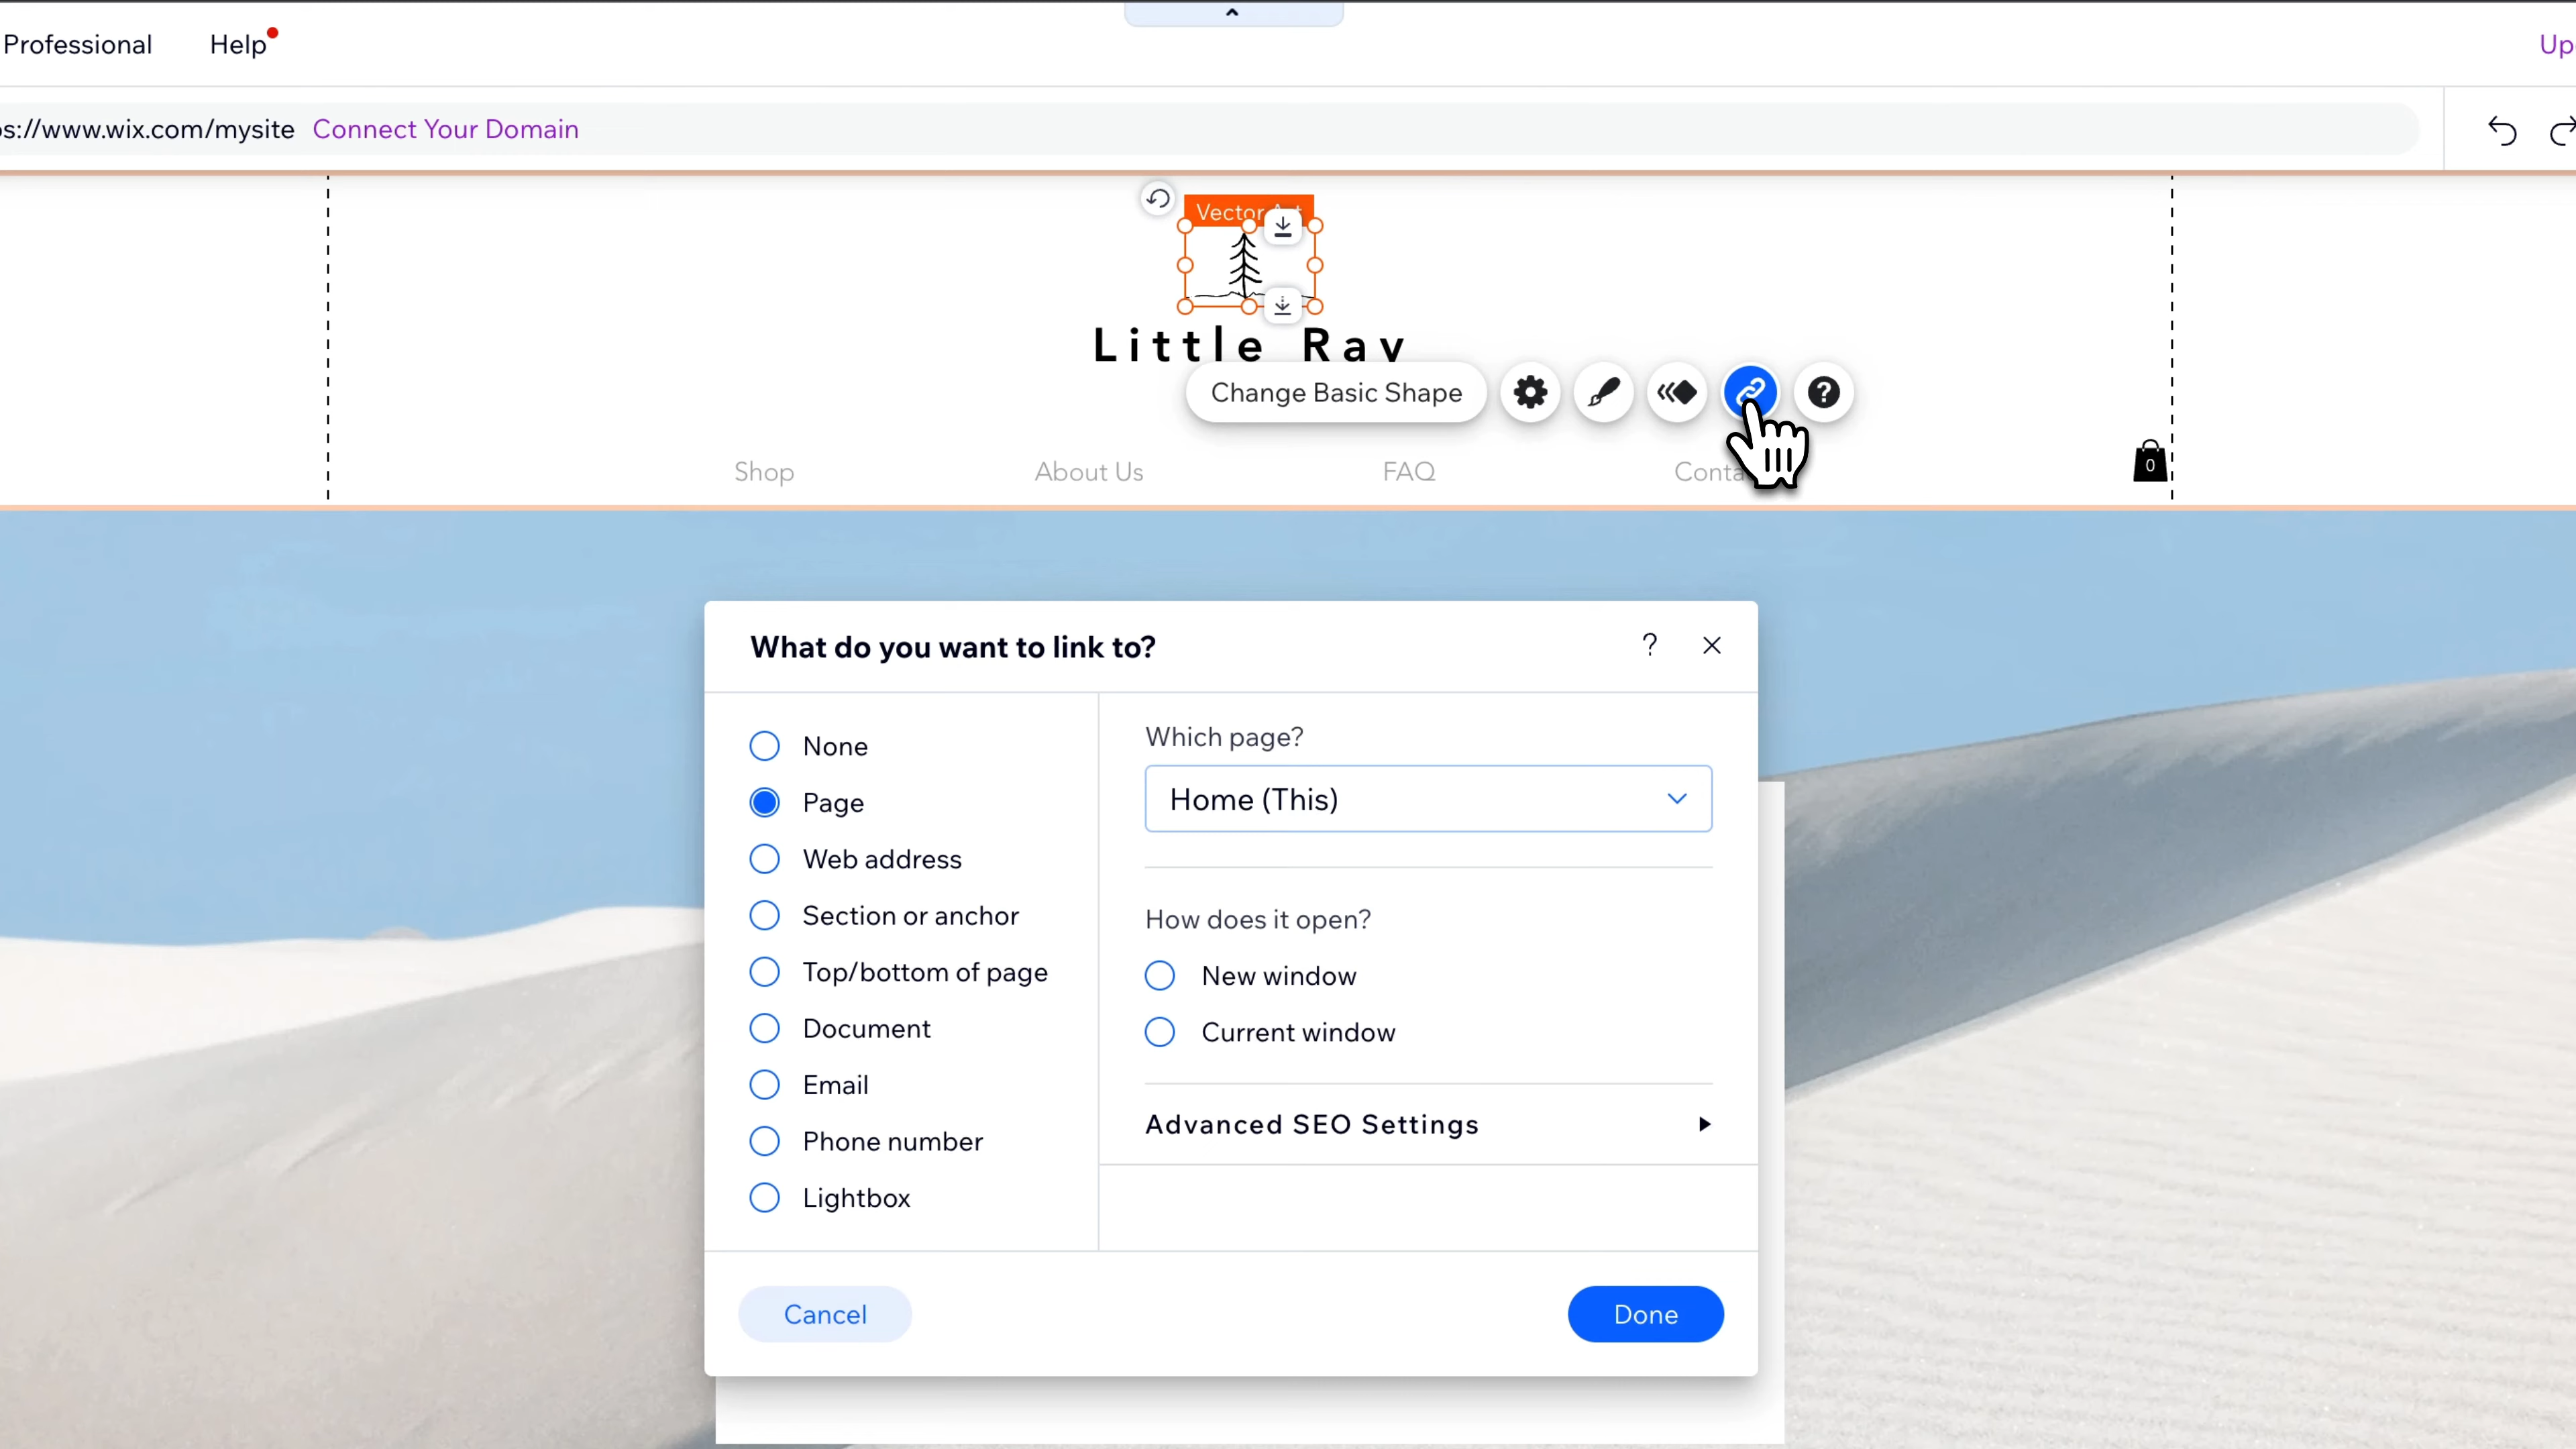 Professional
Help
Up
os://www.wix.com/mysite Connect Your Domain
Vector
Little Ray
Change Basic Shape
?
Shop
About Us
FAQ
Conta
0
What do you want to link to?
?
None
Page
Web address
Section or anchor
Top/bottom of page
Document
Email
Phone number
Lightbox
Which page?
Home (This)
How does it open?
New window
Current window
Advanced SEO Settings
Cancel
Done